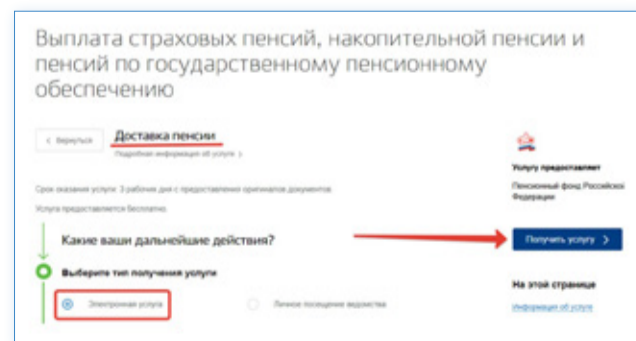 Выплата страховых пенсий, накопительной пенсии и
пенсий по государственному пенсионному
обеспечению
< Вернуться
Доставка пенсии
Подробная информация об услуге >
Срок оказания услуги: 3 рабочих дня с предоставления оригиналов документов.
Услуга предоставляется бесплатно.
Какие ваши дальнейшие действия?
Выберите тип получения услуги
Электронная услуга
Личное посещение ведомства
Услугу предоставляет
Пенсионный фонд Российской
Федерации
Получить услугу >
На этой странице
Информация об услуге